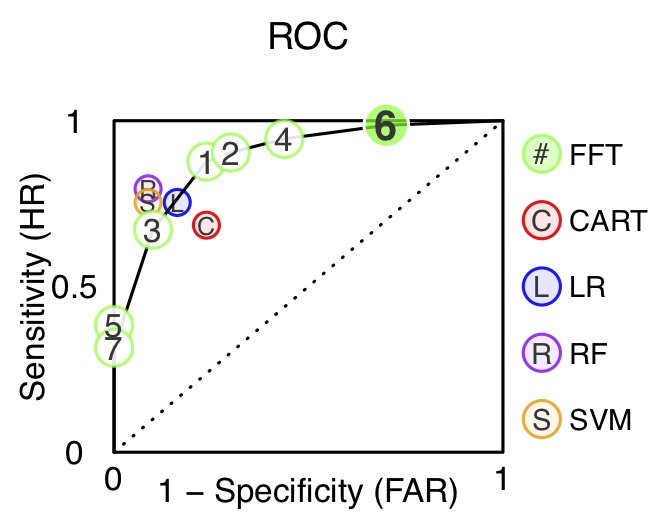 ROC
1
6
4
2
1
# FFT
R
S
L
C
3
C CART
Sensitivity (HR)
0.5
L LR
5
7
R RF
S SVM
0
0
1
1 − Specificity (FAR)